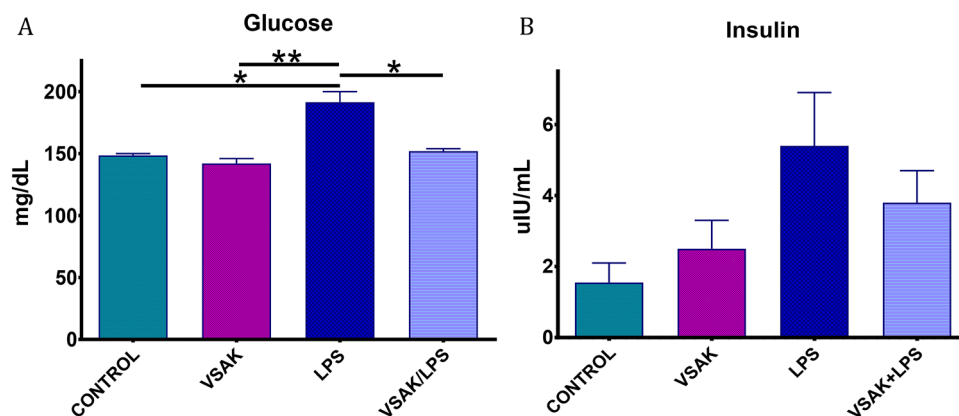 A
Glucose
**
*
*
mg/dL
200
150
100
50
0
CONTROL
VSAK
LPS
VSAK/LPS
B
Insulin
uIU/mL
6
4
2
0
CONTROL
VSAK
LPS
VSAK+LPS